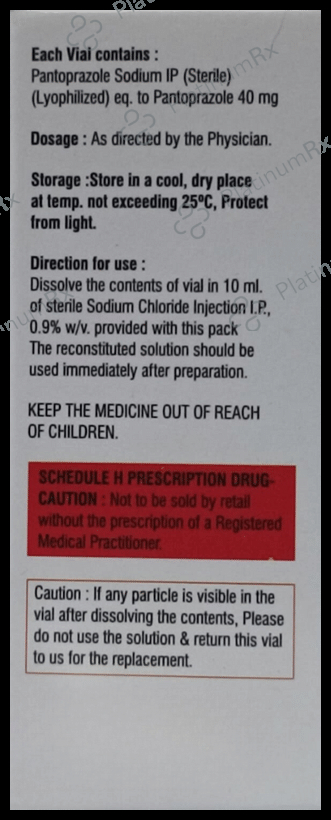 Each Vial contains :
Pantoprazole Sodium IP (Sterile)
(Lyophilized) eq. to Pantoprazole 40 mg
Dosage : As directed by the Physician.
Storage :Store in a cool, dry place
at temp. not exceeding 25ºC, Protect
from light.
Direction for use :
Dissolve the contents of vial in 10 ml.
of sterile Sodium Chloride Injection I.P.,
0.9% w/v. provided with this pack
The reconstituted solution should be
used immediately after preparation.
KEEP THE MEDICINE OUT OF REACH
OF CHILDREN.
SCHEDULE H PRESCRIPTION DRUG-
CAUTION : Not to be sold by retail
without the prescription of a Registered
Medical Practitioner.
Caution : If any particle is visible in the
vial after dissolving the contents, Please
do not use the solution & return this vial
to us for the replacement.
PlatinumRx
PlatinumRx